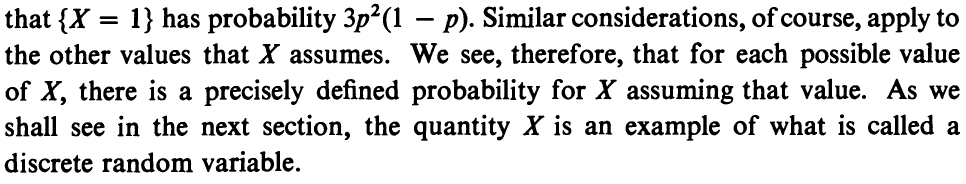 that {X = 1} has probability 3p²(1 − p). Similar considerations, of course, apply to
the other values that X assumes. We see, therefore, that for each possible value
of X, there is a precisely defined probability for X assuming that value. As we
shall see in the next section, the quantity X is an example of what is called a
discrete random variable.